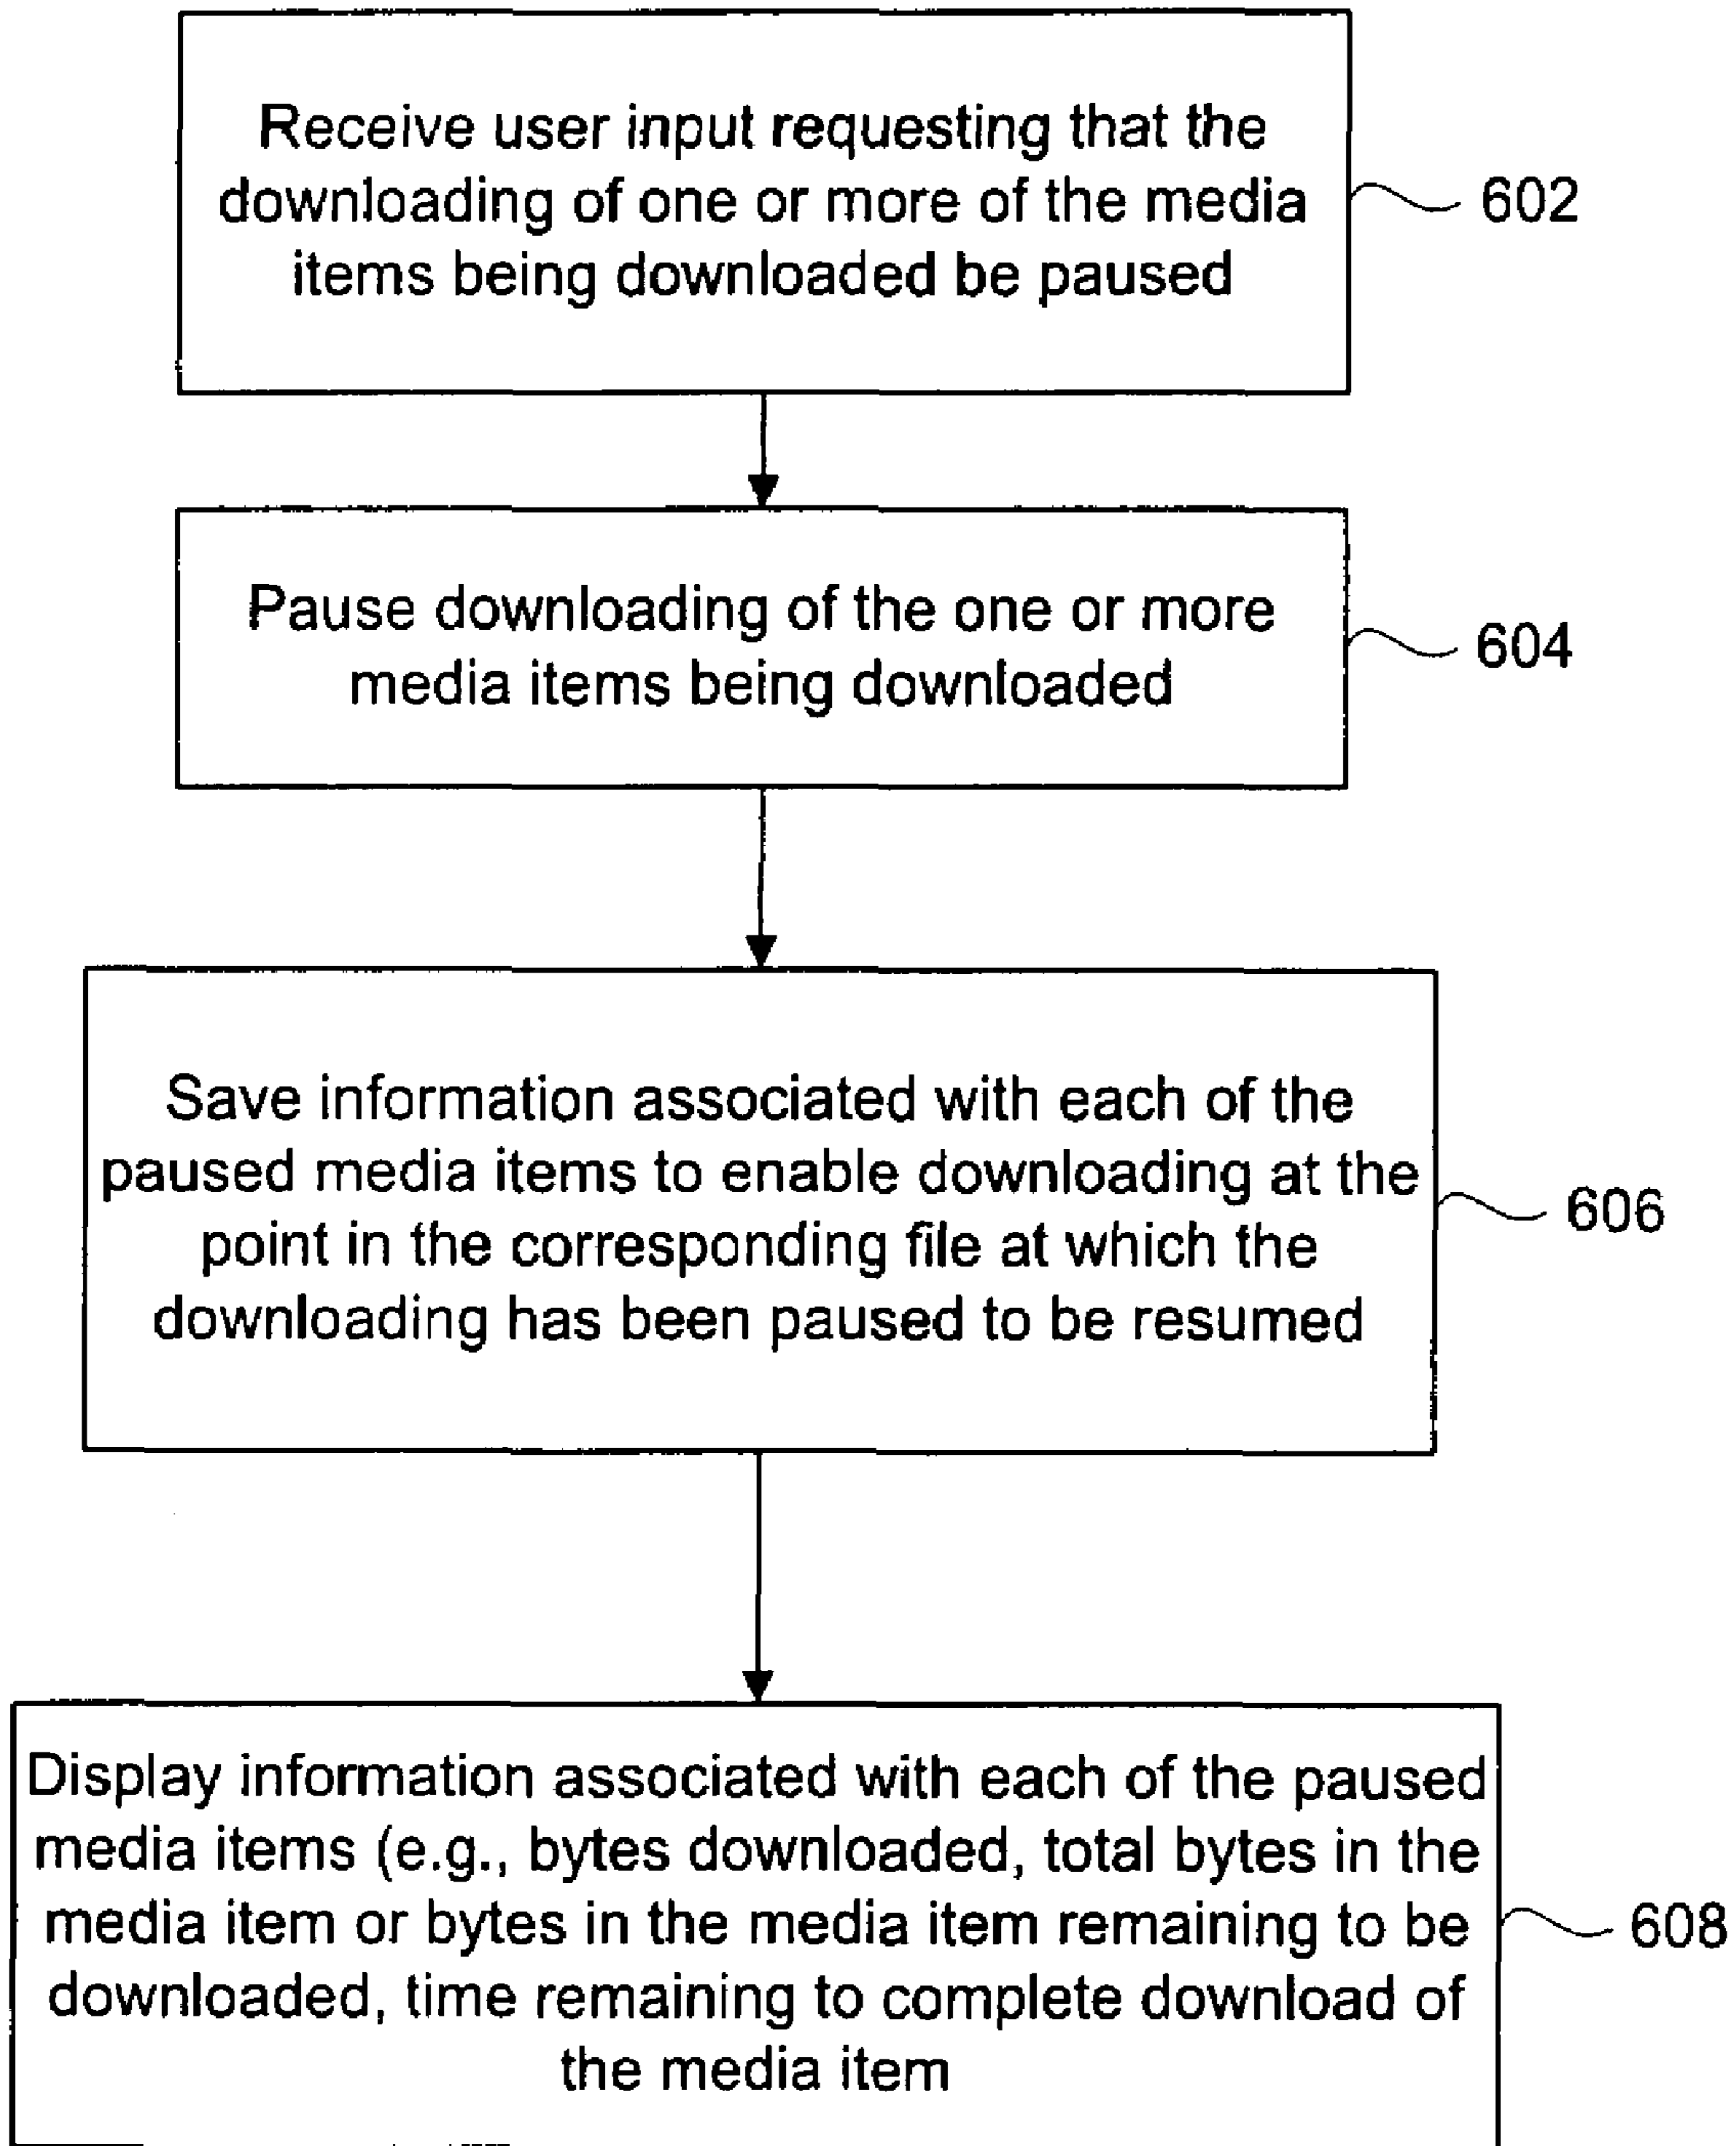 Receive user input requesting that the
downloading of one or more of the media
items being downloaded be paused
602
Pause downloading of the one or more
media items being downloaded
604
Save information associated with each of the
paused media items to enable downloading at the
point in the corresponding file at which the
downloading has been paused to be resumed
606
Display information associated with each of the paused
media items (e.g., bytes downloaded, total bytes in the
media item or bytes in the media item remaining to be
downloaded, time remaining to complete download of
the media item
608